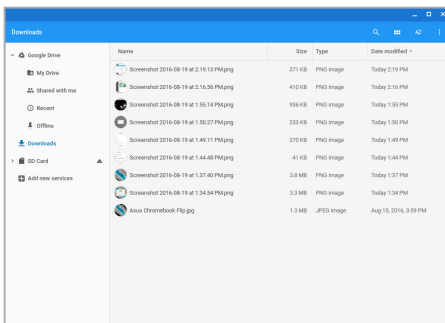 Downloads
Google Drive
My Drive
Shared with me
Recent
Offline
Downloads
SD Card
Add new services
Name Size Type Date modified
Screenshot 2016-08-19 at 2.19.13 PM.png 371 KB PNG image Today 2:19 PM
Screenshot 2016-08-19 at 2.16.56 PM.png 410 KB PNG image Today 2:16 PM
Screenshot 2016-08-19 at 1.55.14 PM.png 936 KB PNG image Today 1:55 PM
Screenshot 2016-08-19 at 1.50.27 PM.png 233 KB PNG image Today 1:50 PM
Screenshot 2016-08-19 at 1.49.11 PM.png 270 KB PNG image Today 1:49 PM
Screenshot 2016-08-19 at 1.44.48 PM.png 41 KB PNG image Today 1:44 PM
Screenshot 2016-08-19 at 1.37.40 PM.png 3.8 MB PNG image Today 1:37 PM
Screenshot 2016-08-19 at 1.34.54 PM.png 3.3 MB PNG image Today 1:34 PM
Asus Chromebook Flip.jpg 1.3 MB JPEG image Aug 15, 2016, 3:59 PM